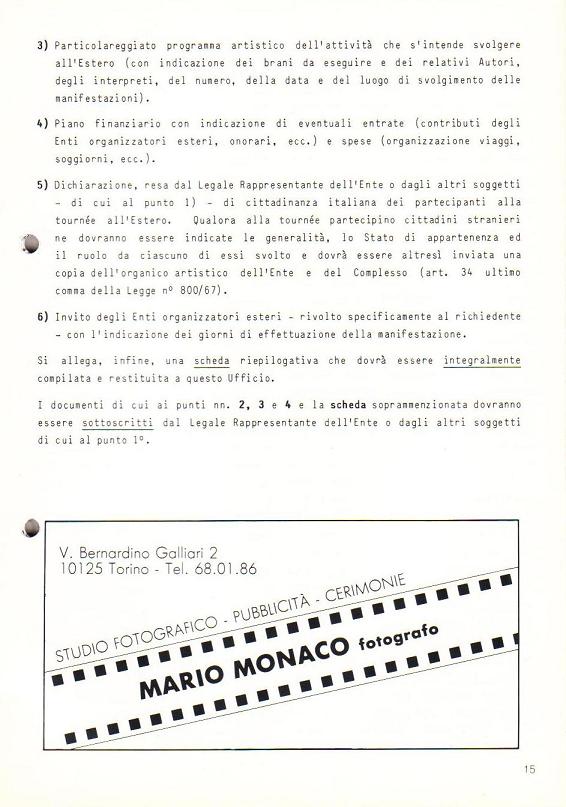 3) Particolareggiato programma artistico dell'attività che s'intende svolgere
all'Estero (con indicazione dei brani da eseguire e dei relativi Autori,
degli interpreti, del numero, della data e del luogo di svolgimento delle
manifestazioni).
4) Piano finanziario con indicazione di eventuali entrate (contributi degli
Enti organizzatori esteri, onorari, ecc.) e spese (organizzazione viaggi,
soggiorni, ecc.).
5) Dichiarazione, resa dal Legale Rappresentante dell'Ente o dagli altri soggetti
- di cui al punto 1) - di cittadinanza italiana dei partecipanti alla
tournée all'Estero. Qualora alla tournée partecipino cittadini stranieri
ne dovranno essere indicate le generalità, lo Stato di appartenenza ed
il ruolo da ciascuno di essi svolto e dovrà essere altresì inviata una
copia dell'organico artistico dell'Ente e del Complesso (art. 34 ultimo
comma della Legge nº 800/67).
6) Invito degli Enti organizzatori esteri - rivolto specificamente al richiedente
- con l'indicazione dei giorni di effettuazione della manifestazione.
Si allega, infine, una scheda riepilogativa che dovrà essere integralmente
compilata e restituita a questo Ufficio.
I documenti di cui ai punti nn. 2, 3 e 4 e la scheda soprammenzionata dovranno
essere sottoscritti dal Legale Rappresentante dell'Ente o dagli altri soggetti
di cui al punto 1º.
V. Bernardino Galliari 2
10125 Torino - Tel. 68.01.86
STUDIO FOTOGRAFICO - PUBBLICITÀ - CERIMONIE
MARIO MONACO fotografo
15